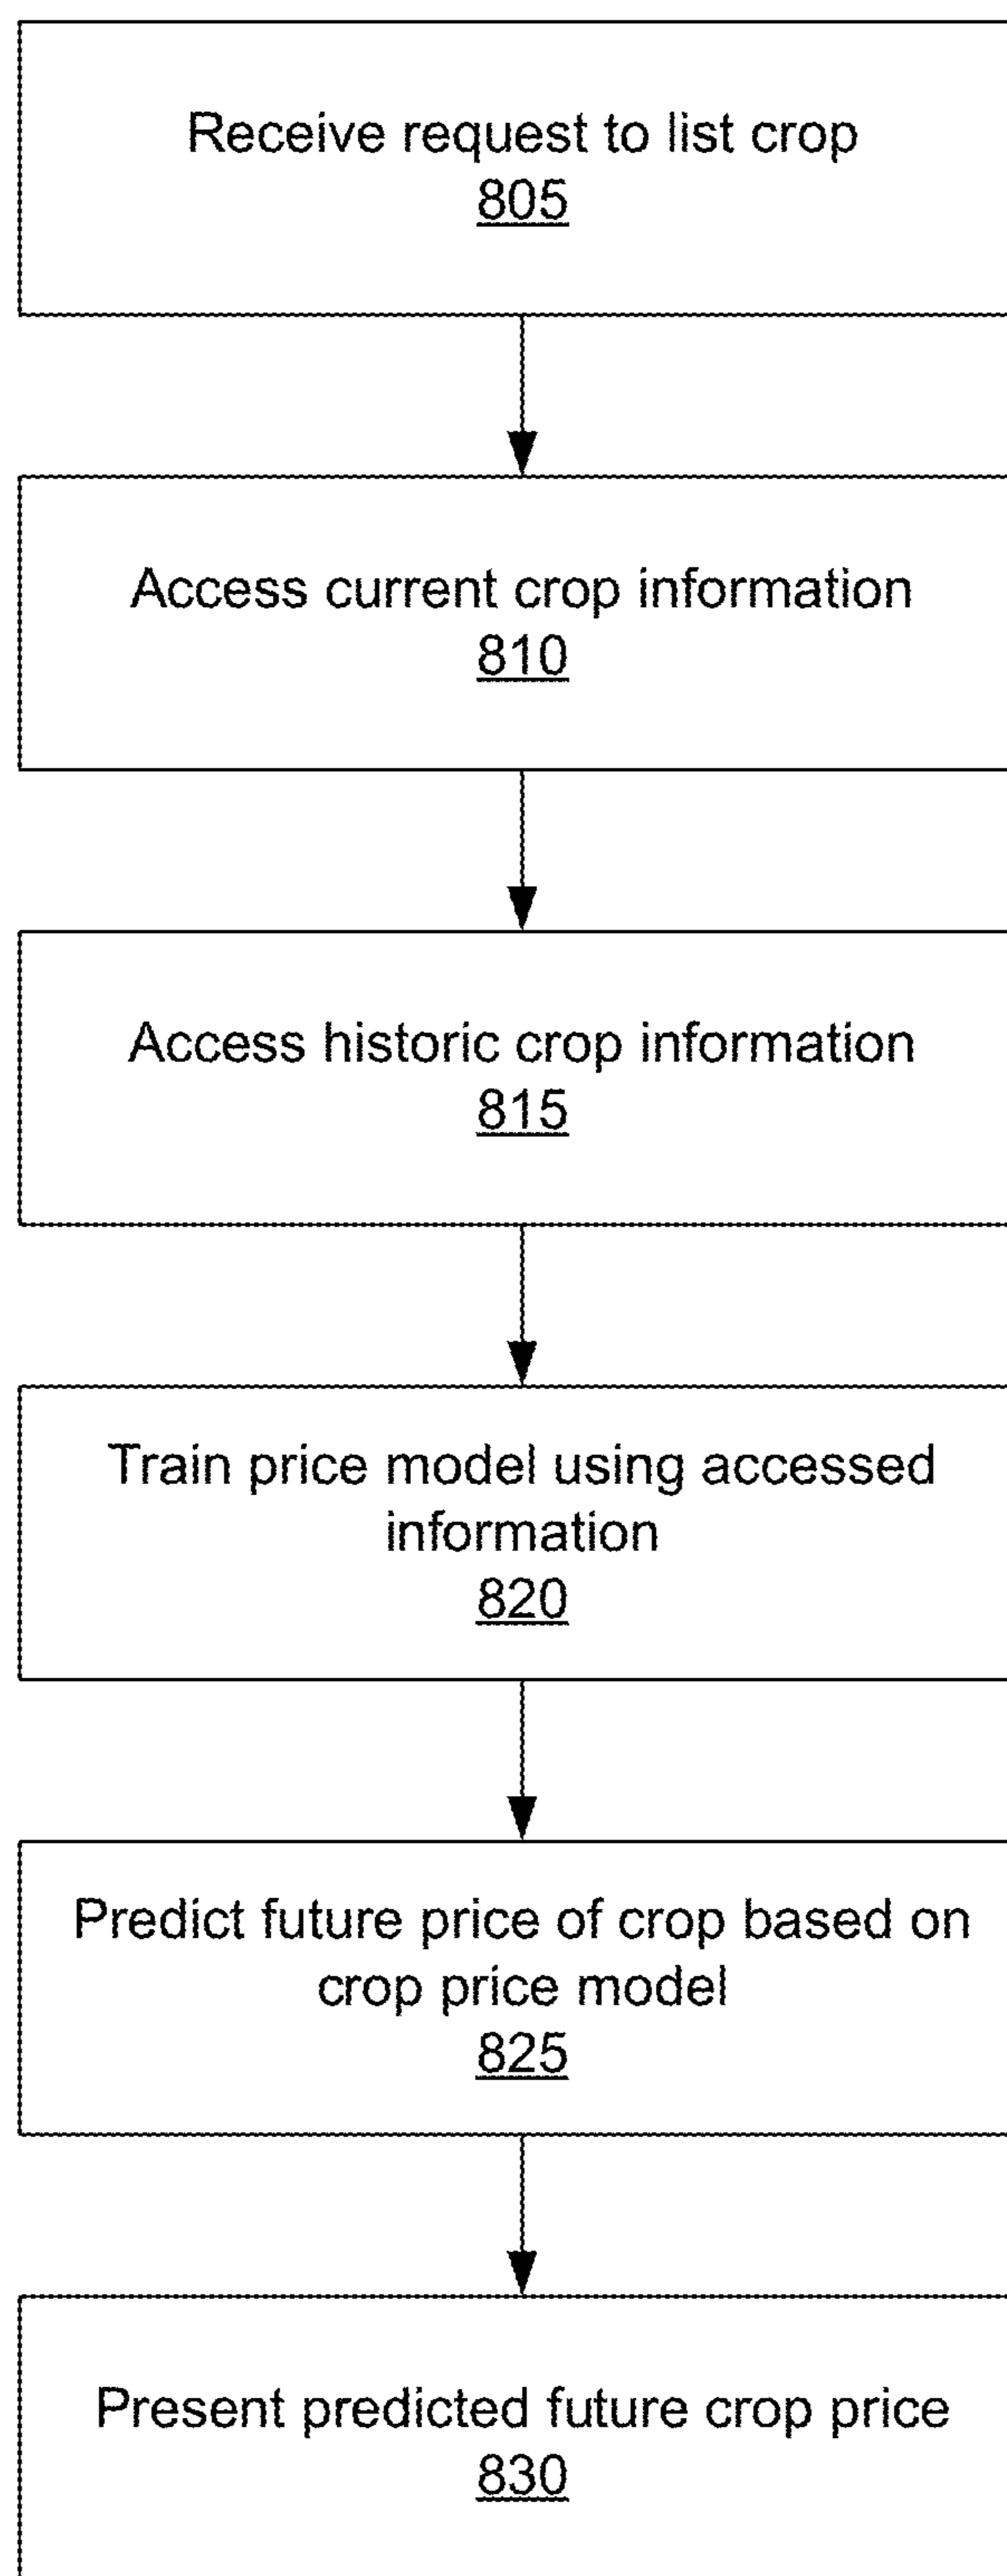 Receive request to list crop
805
Access current crop information
810
Access historic crop information
815
Train price model using accessed
information
820
Predict future price of crop based on
crop price model
825
Present predicted future crop price
830